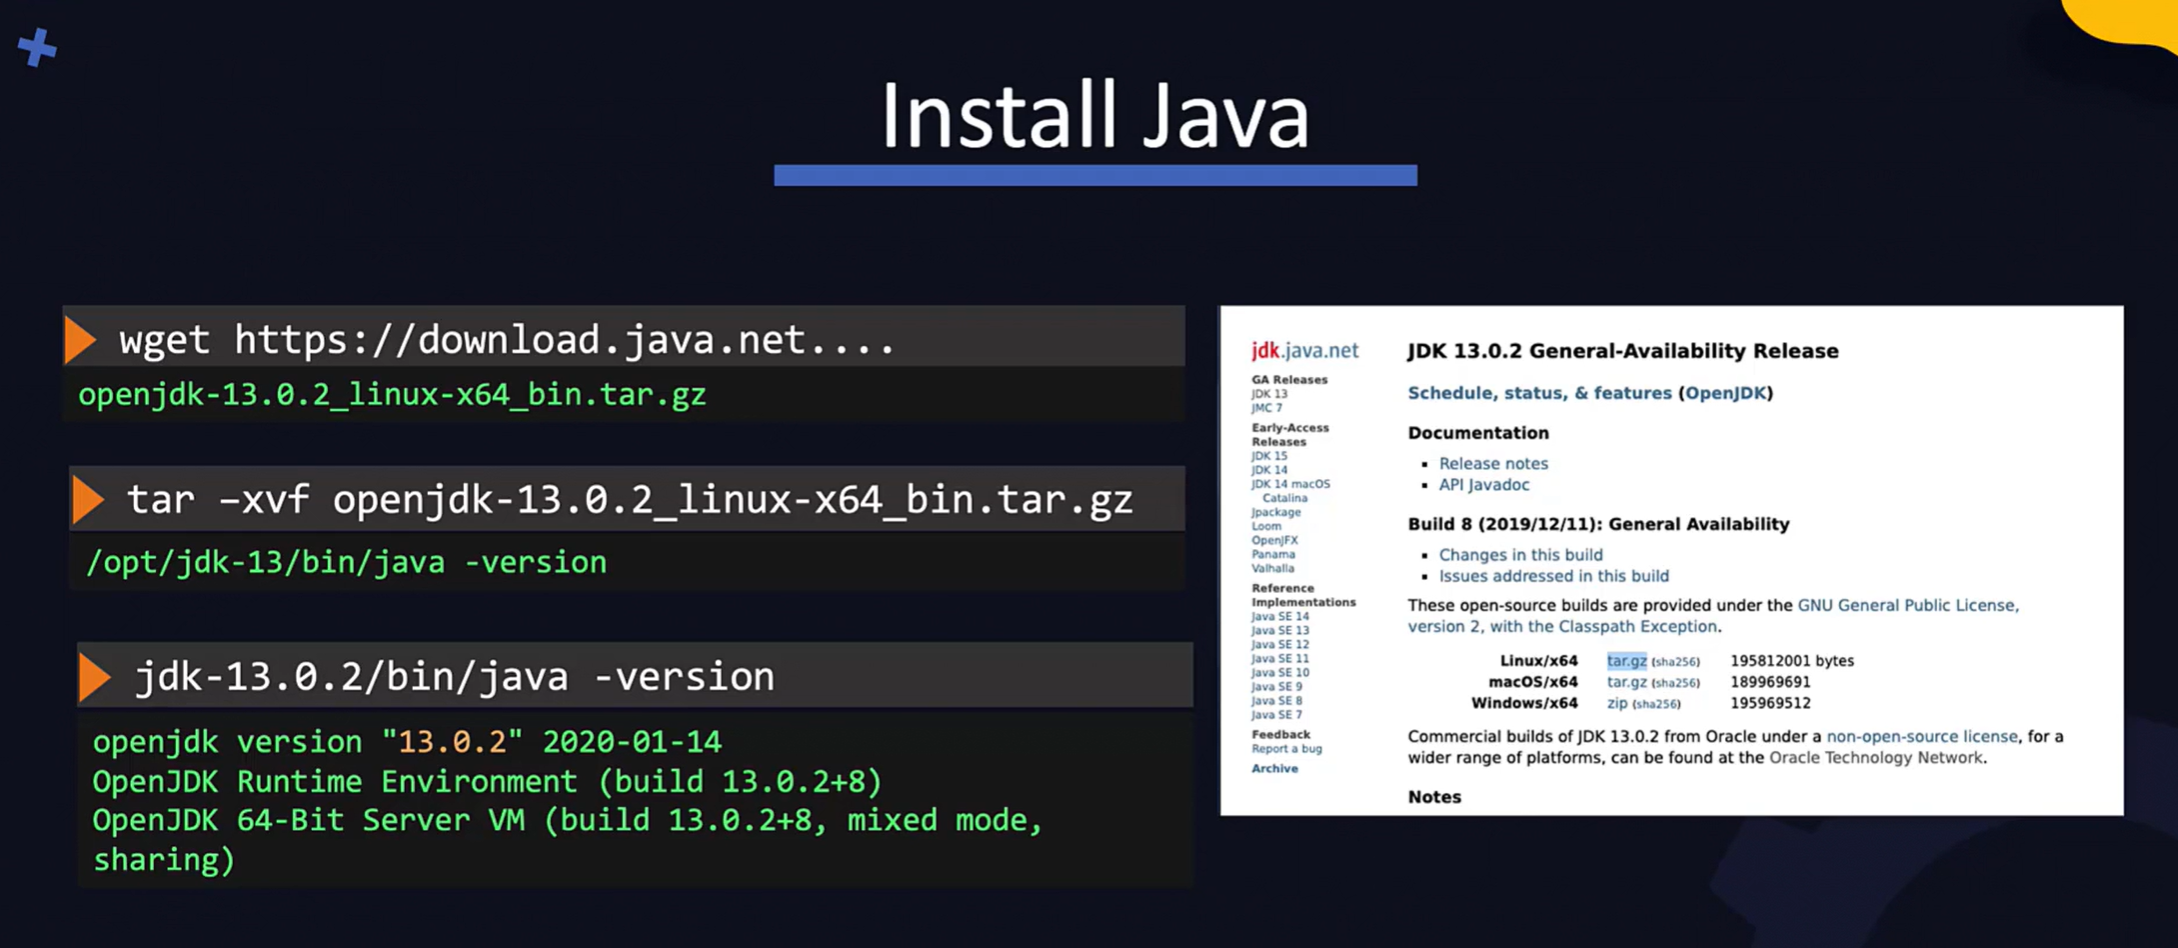 Install Java
wget https://download.java.net....
openjdk-13.0.2_linux-x64_bin.tar.gz
tar –xvf openjdk-13.0.2_linux-x64_bin.tar.gz
/opt/jdk-13/bin/java -version
jdk-13.0.2/bin/java -version
openjdk version "13.0.2" 2020-01-14
OpenJDK Runtime Environment (build 13.0.2+8)
OpenJDK 64-Bit Server VM (build 13.0.2+8, mixed mode,
sharing)
jdk.java.net
GA Releases
JDK 13
JMC 7
Early-Access
Releases
JDK 15
JDK 14
JDK 14 macOS
Catalina
Jpackage
Loom
OpenJFX
Panama
Valhalla
Reference
Implementations
Java SE 14
Java SE 13
Java SE 12
Java SE 11
Java SE 10
Java SE 9
Java SE 8
Java SE 7
Feedback
Report a bug
Archive
JDK 13.0.2 General-Availability Release
Schedule, status, & features (OpenJDK)
Documentation
▪ Release notes
▪ API Javadoc
Build 8 (2019/12/11): General Availability
▪ Changes in this build
▪ Issues addressed in this build
These open-source builds are provided under the GNU General Public License,
version 2, with the Classpath Exception.
Linux/x64 tar.gz (sha256) 195812001 bytes
macOS/x64 tar.gz (sha256) 189969691
Windows/x64 zip (sha256) 195969512
Commercial builds of JDK 13.0.2 from Oracle under a non-open-source license, for a
wider range of platforms, can be found at the Oracle Technology Network.
Notes